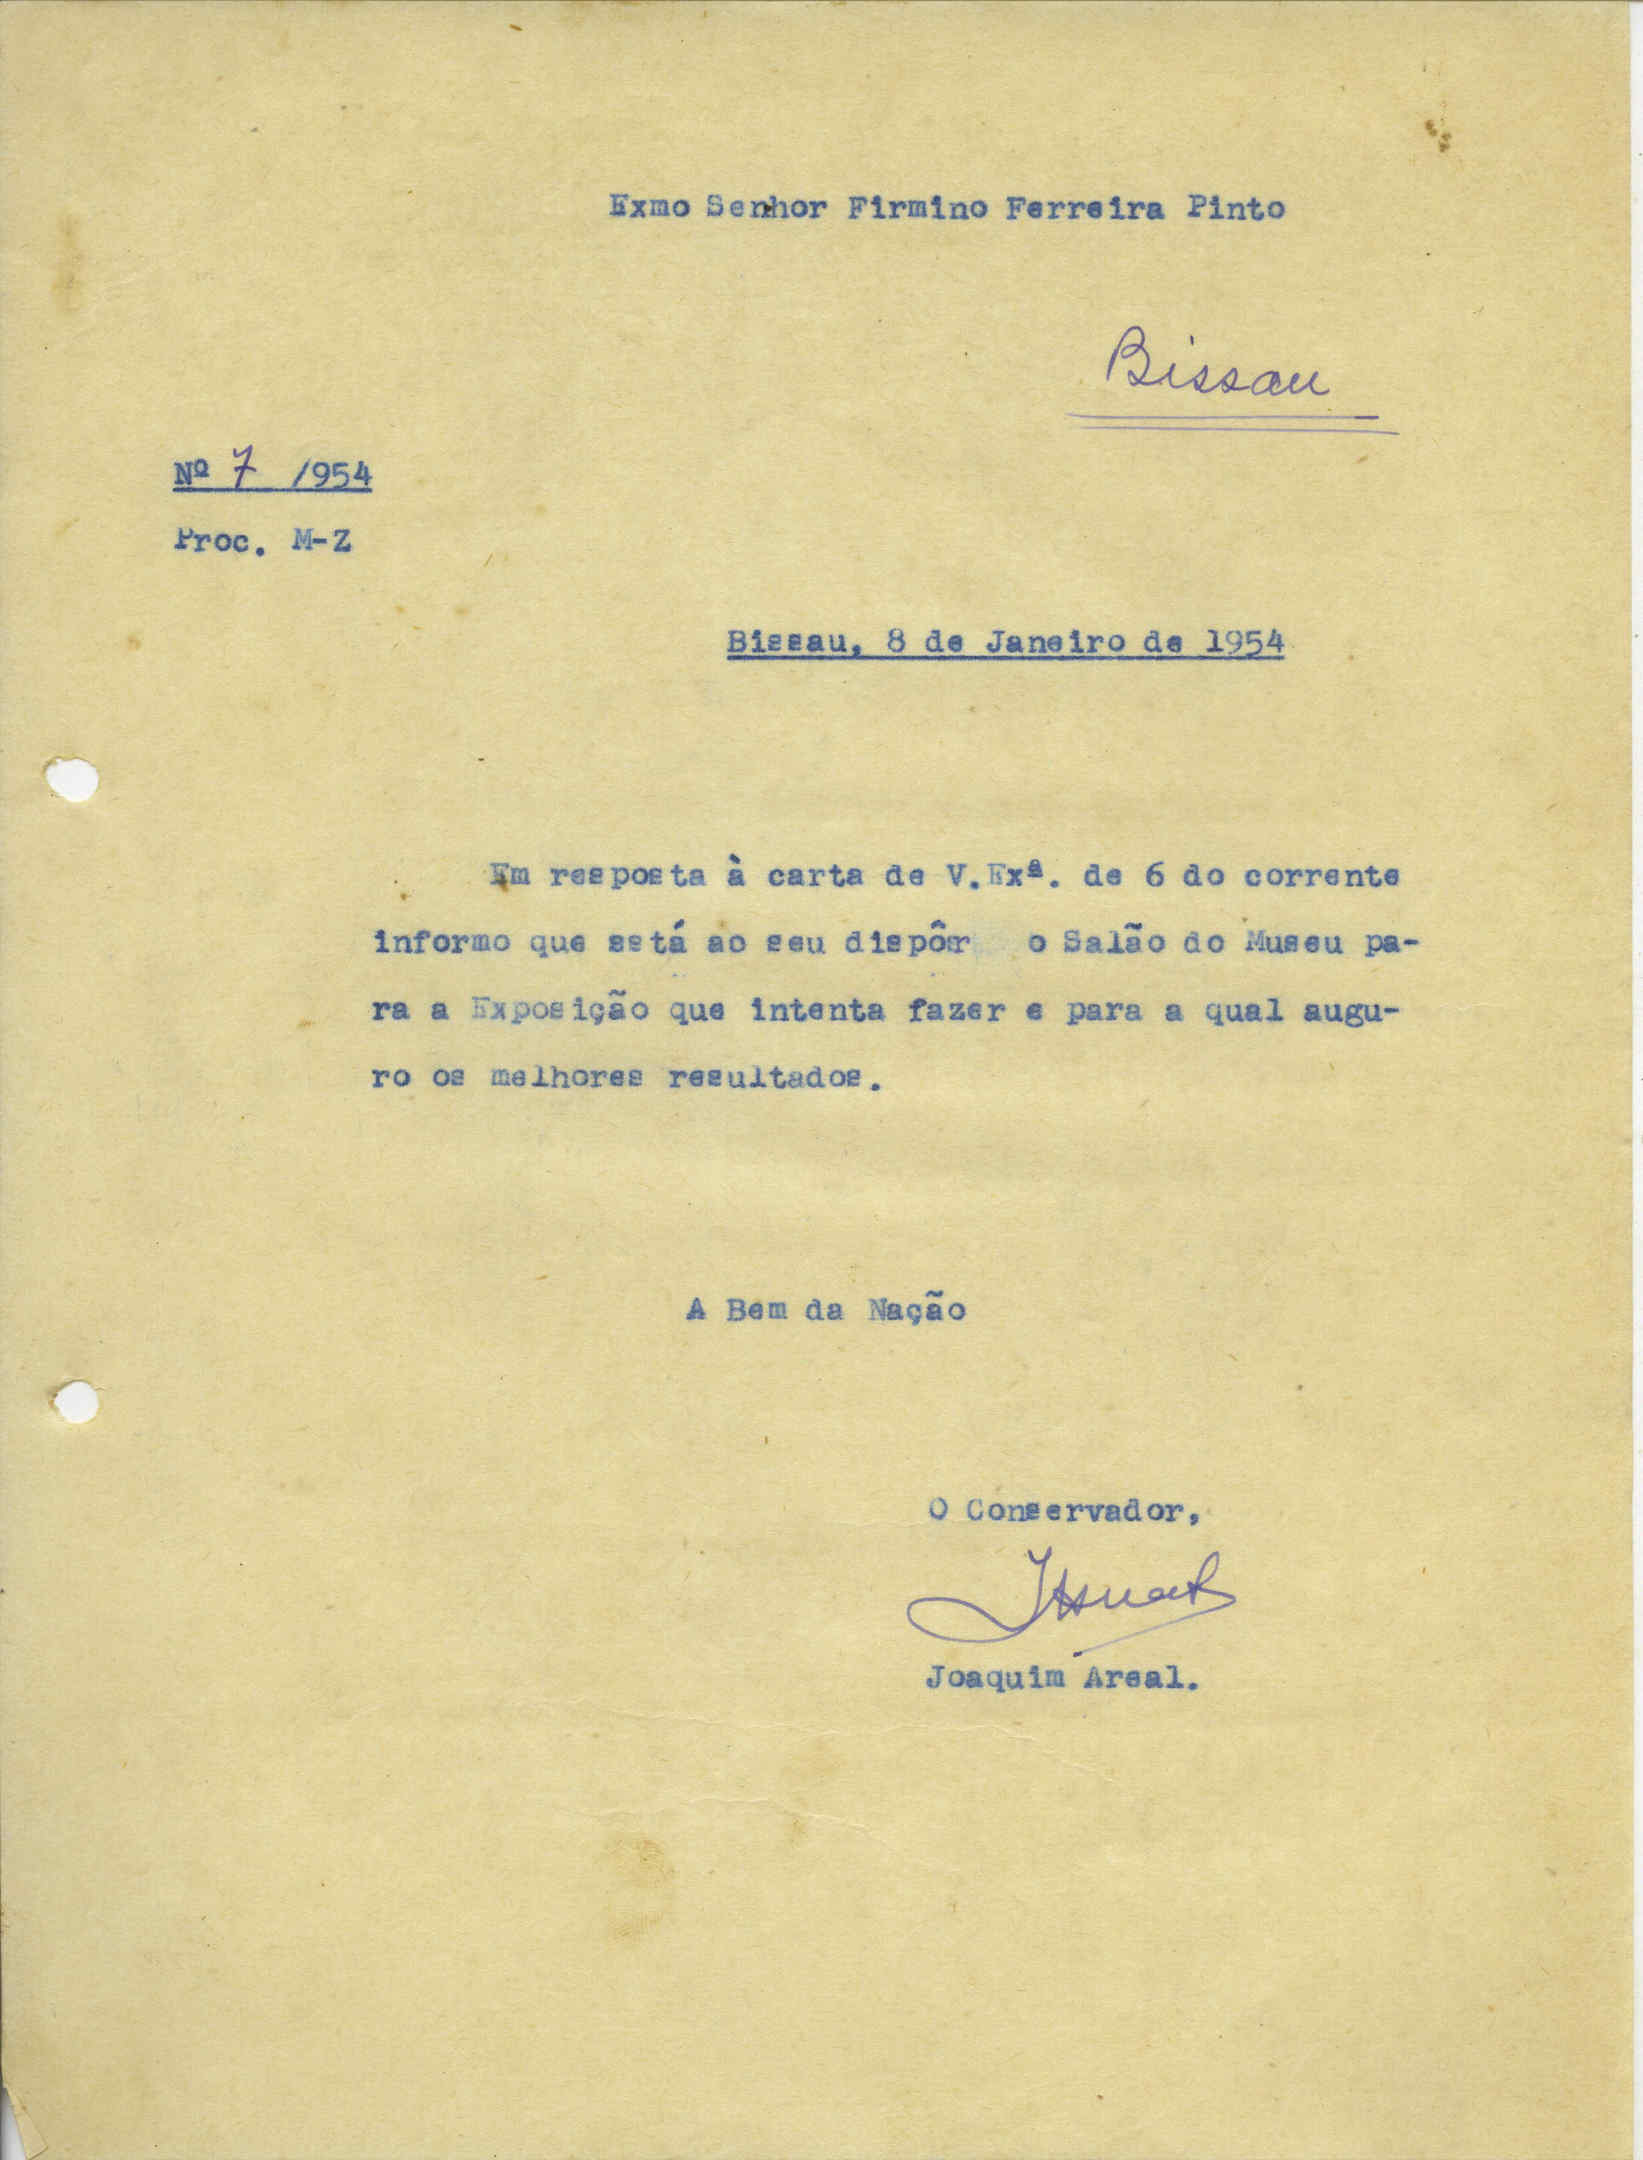 Exmo Senhor Firmino Ferreira Pinto
Bissau
Nº 7 /954
Proc. M-Z
Bissau, 8 de Janeiro de 1954
Em resposta à carta de V.Exª. de 6 do corrente
informo que está ao seu dispôr o Salão do Museu pa-
ra a Exposição que intenta fazer e para a qual augu-
ro os melhores resultados.
A Bem da Nação
O Conservador,
Joaquim Areal.